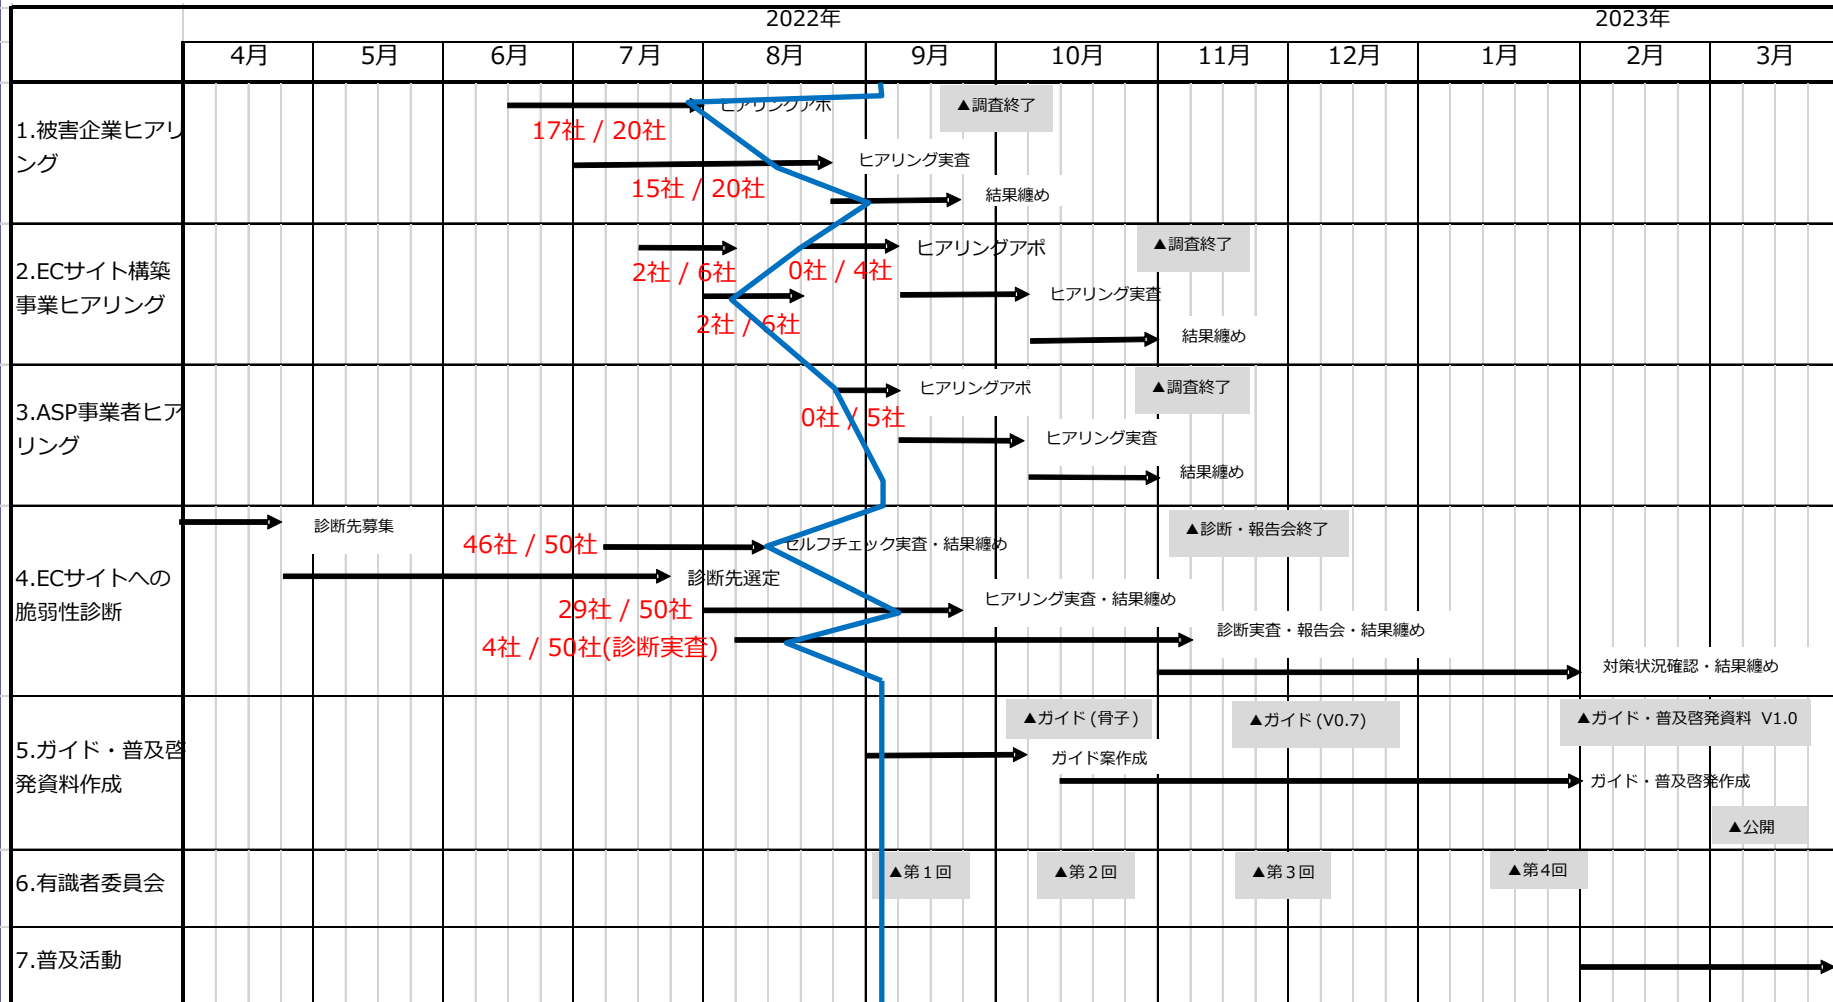 2022年
2023年
4月
5月
6月
7月
8月
9月
10月
11月
12月
1月
2月
3月
1.被害企業ヒアリ
ング
ヒアリングアポ
▲調査終了
17社 / 20社
ヒアリング実査
15社 / 20社
結果纏め
2.ECサイト構築
事業ヒアリング
ヒアリングアポ
▲調査終了
2社 / 6社
0社 / 4社
ヒアリング実査
2社 / 6社
結果纏め
3.ASP事業者ヒア
リング
ヒアリングアポ
▲調査終了
0社 / 5社
ヒアリング実査
結果纏め
4.ECサイトへの
脆弱性診断
診断先募集
▲診断・報告会終了
46社 / 50社
セルフチェック実査・結果纏め
診断先選定
29社 / 50社
ヒアリング実査・結果纏め
4社 / 50社(診断実査)
診断実査・報告会・結果纏め
対策状況確認・結果纏め
5.ガイド・普及啓
発資料作成
▲ガイド(骨子)
▲ガイド(V0.7)
▲ガイド・普及啓発資料 V1.0
ガイド案作成
ガイド・普及啓発作成
▲公開
6.有識者委員会
▲第1回
▲第2回
▲第3回
▲第4回
7.普及活動